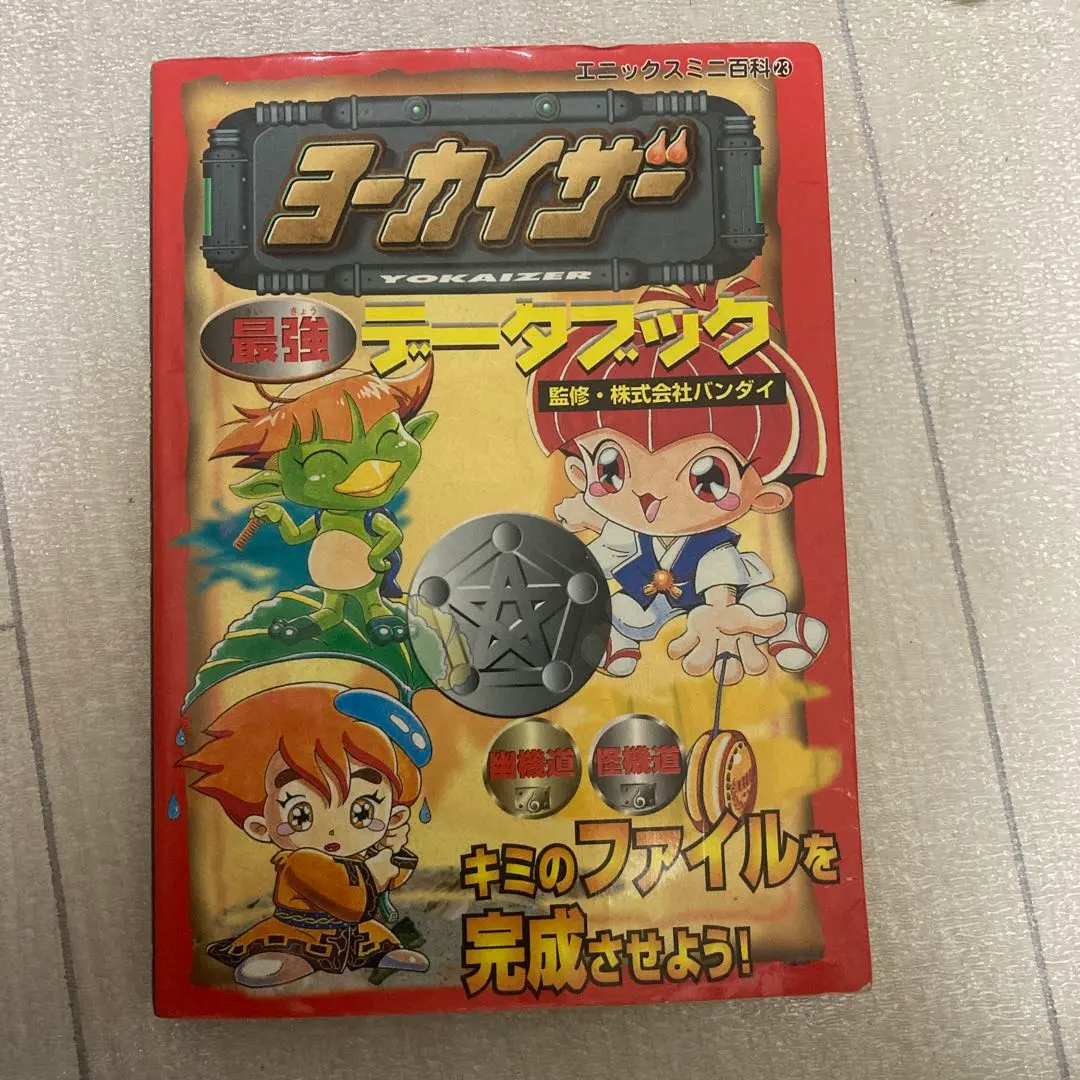 エニックスミニ百科㉓
ヨーカイザー
YOKAIZER
さいきょう
最強
データブック
監修・株式会社バンダイ
幽機道
怪機道
キミのファイルを
完成させよう!